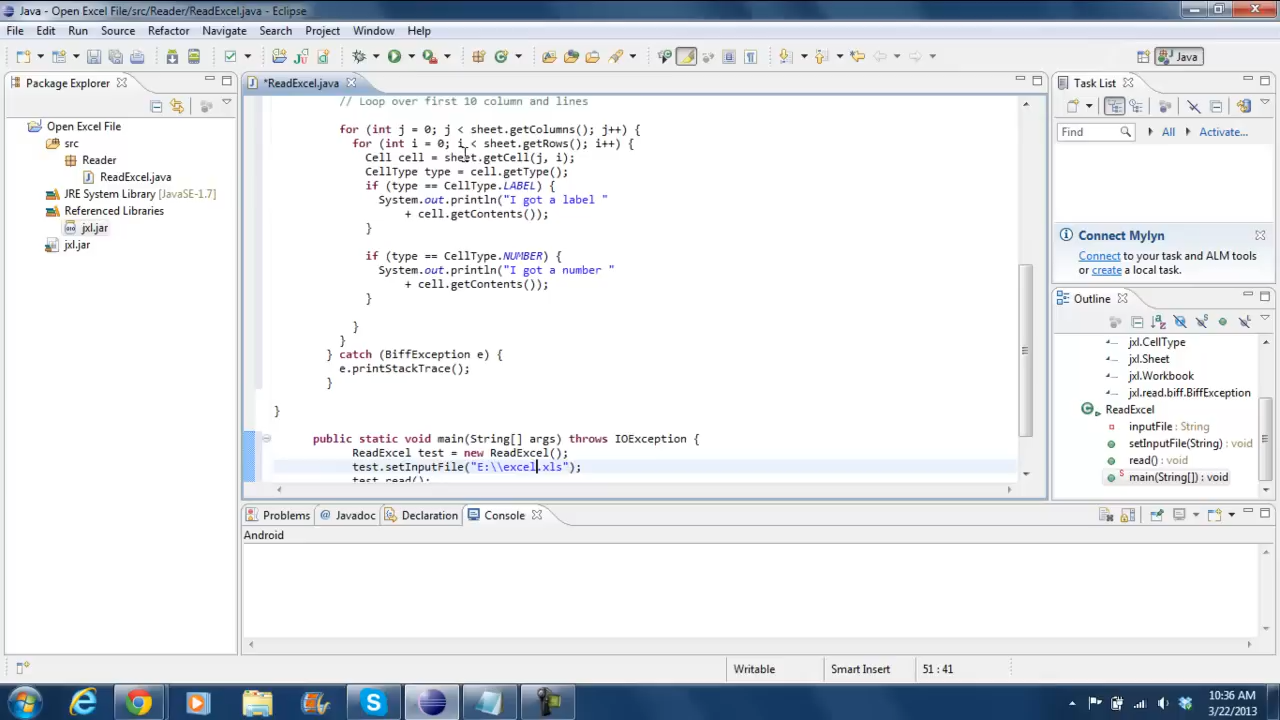 Java - Open Excel File/src/Reader/ReadExcel.java - Eclipse
File Edit Run Source Refactor Navigate Search Project Window Help
Java
Package Explorer
Open Excel File
src
Reader
ReadExcel.java
JRE System Library [JavaSE-1.7]
Referenced Libraries
jxl.jar
jxl.jar
*ReadExcel.java
// Loop over first 10 column and lines
for (int j = 0; j < sheet.getColumns(); j++) {
for (int i = 0; i < sheet.getRows(); i++) {
Cell cell = sheet.getCell(j, i);
CellType type = cell.getType();
if (type == CellType.LABEL) {
System.out.println("I got a label "
+ cell.getContents());
}
if (type == CellType.NUMBER) {
System.out.println("I got a number "
+ cell.getContents());
}
}
}
} catch (BiffException e) {
e.printStackTrace();
}
}
public static void main(String[] args) throws IOException {
ReadExcel test = new ReadExcel();
test.setInputFile("E:\\excel.xls");
test.read();
Problems Javadoc Declaration Console
Android
Task List
Find All Activate...
Connect Mylyn
Connect to your task and ALM tools
or create a local task.
Outline
jxl.CellType
jxl.Sheet
jxl.Workbook
jxl.read.biff.BiffException
ReadExcel
inputFile : String
setInputFile(String) : void
read() : void
main(String[]) : void
Writable Smart Insert 51 : 41
10:36 AM
3/22/2013